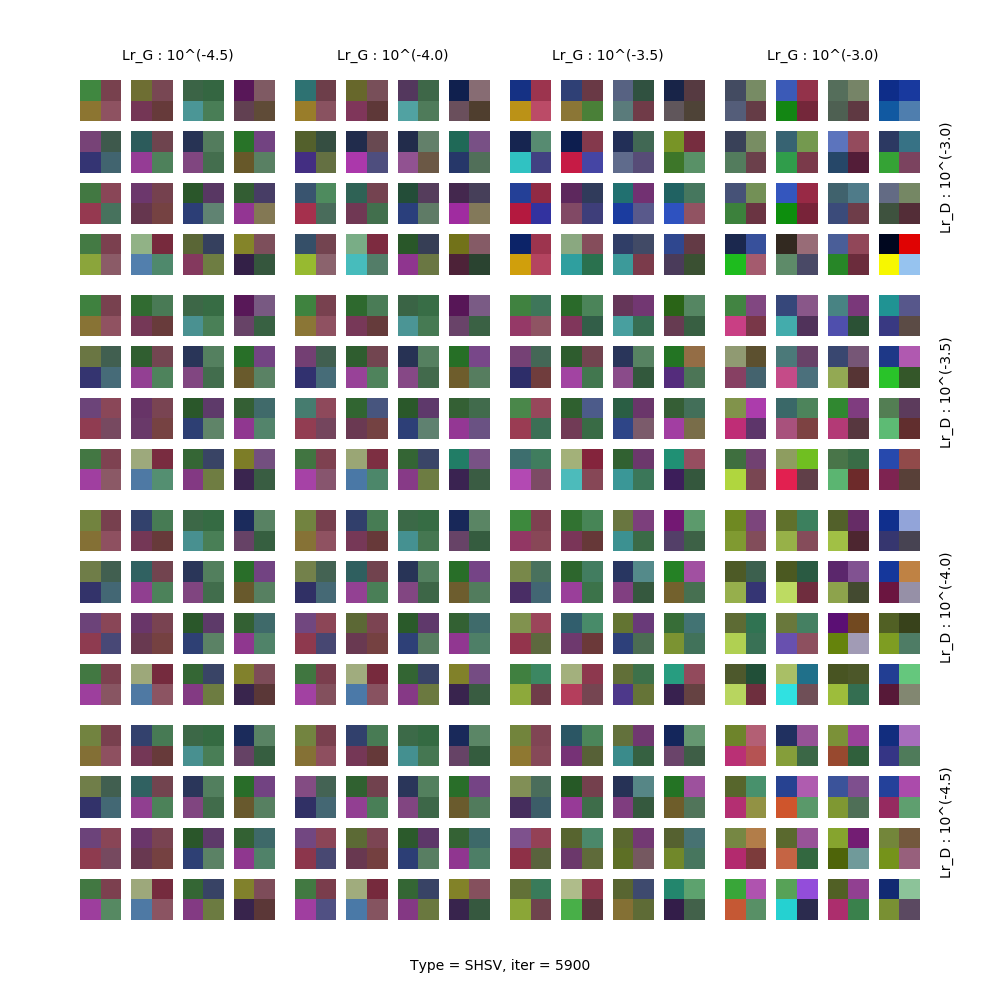 Lr_G : 10^(-4.5)
Lr_G : 10^(-4.0)
Lr_G : 10^(-3.5)
Lr_G : 10^(-3.0)
Lr_D : 10^(-3.0)
Lr_D : 10^(-3.5)
Lr_D : 10^(-4.0)
Lr_D : 10^(-4.5)
Type = SHSV, iter = 5900